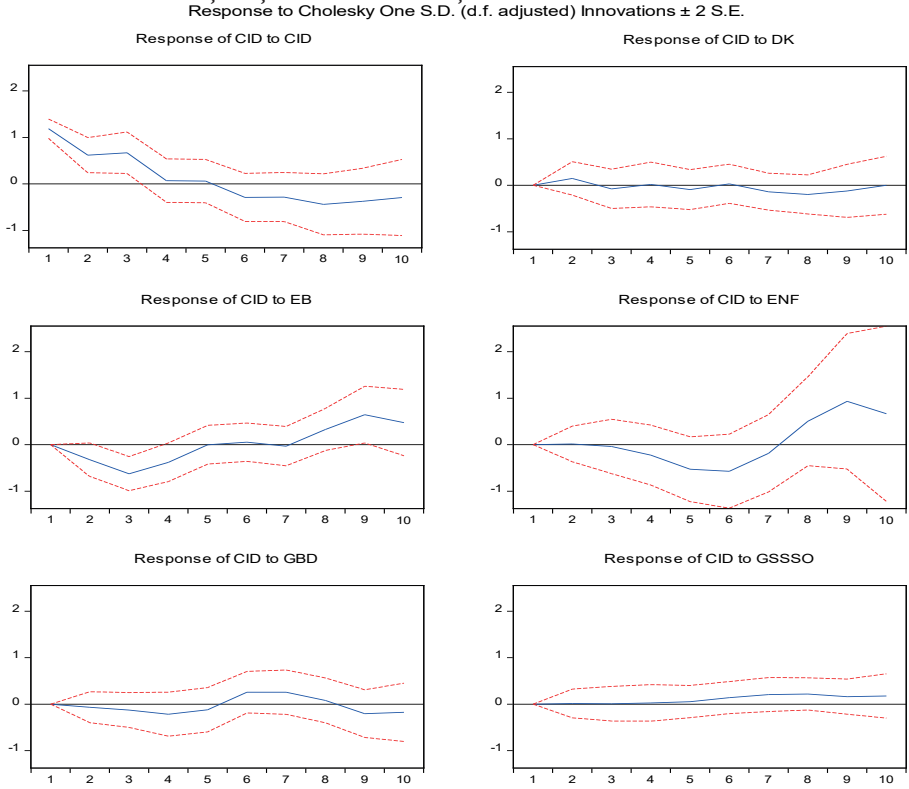 Response to Cholesky One S.D. (d.f. adjusted) Innovations ± 2 S.E.
Response of CID to CID
2
1
0
-1
1 2 3 4 5 6 7 8 9 10
Response of CID to DK
2
1
0
-1
1 2 3 4 5 6 7 8 9 10
Response of CID to EB
2
1
0
-1
1 2 3 4 5 6 7 8 9 10
Response of CID to ENF
2
1
0
-1
1 2 3 4 5 6 7 8 9 10
Response of CID to GBD
2
1
0
-1
1 2 3 4 5 6 7 8 9 10
Response of CID to GSSSO
2
1
0
-1
1 2 3 4 5 6 7 8 9 10